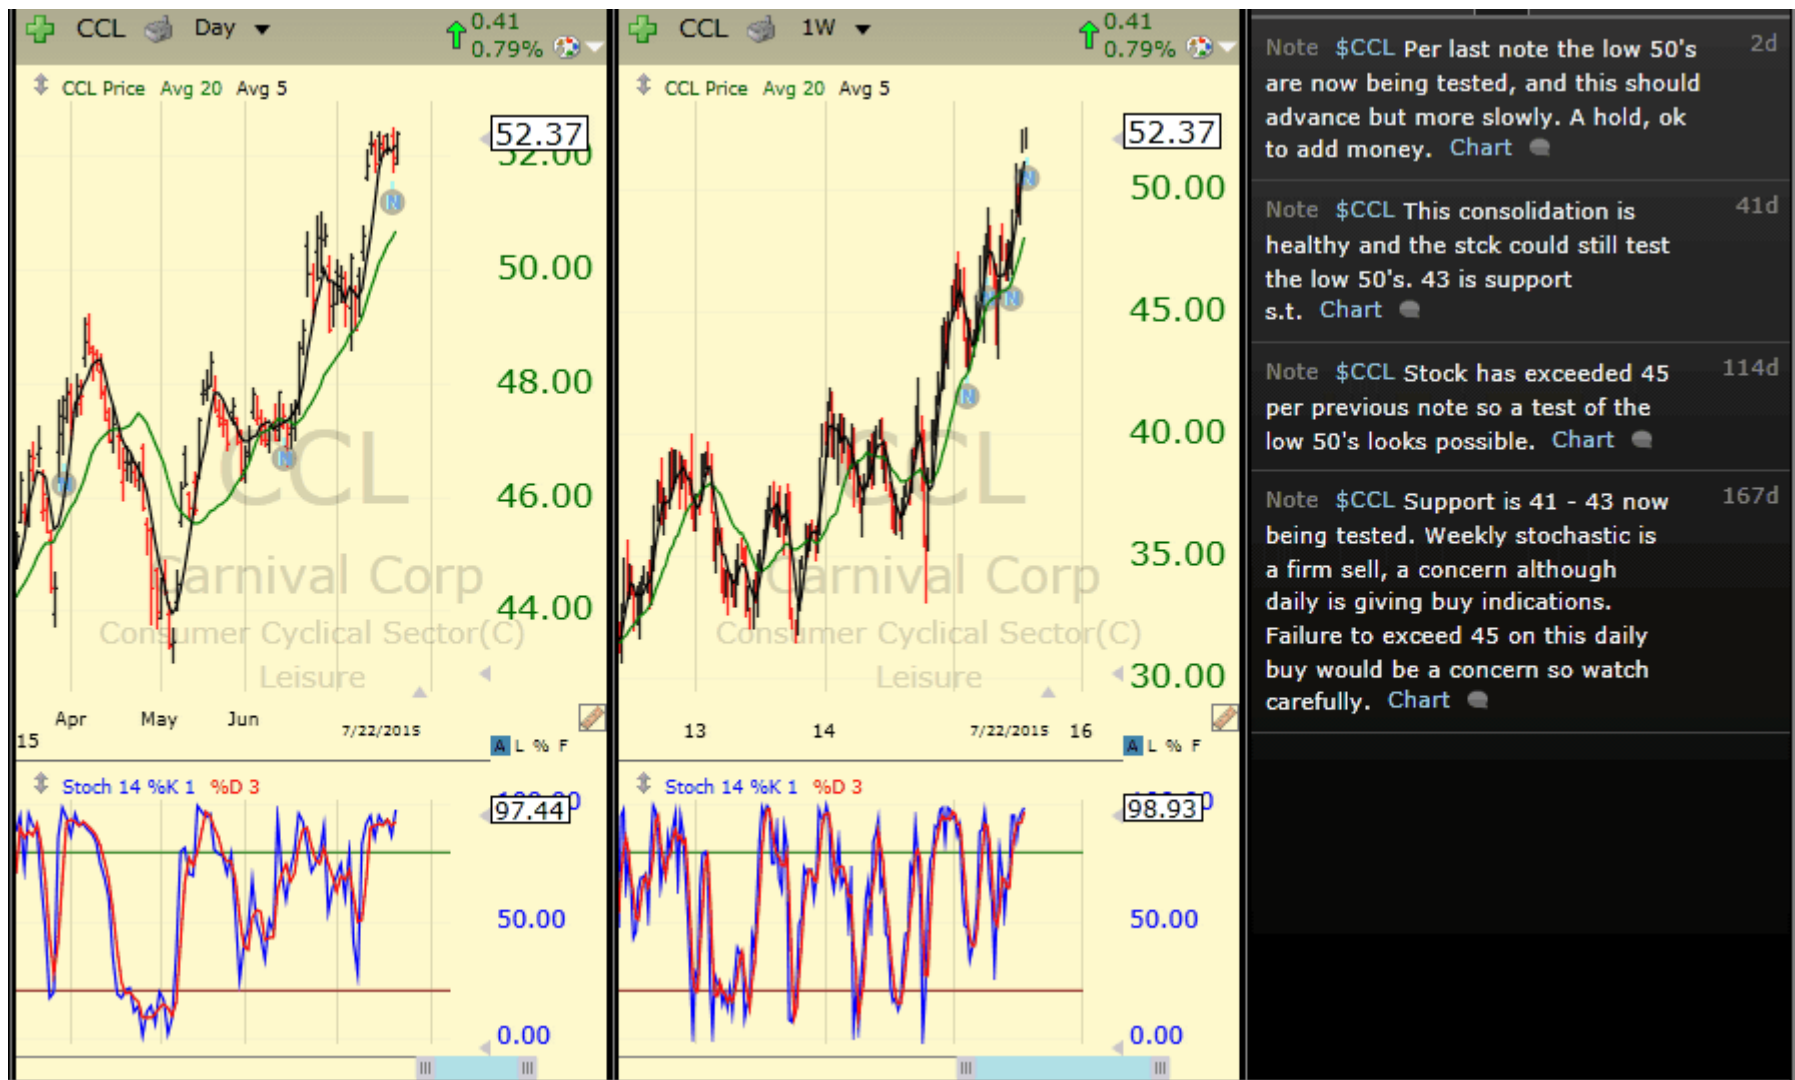 CCL Day 0.41
0.79%
CCL Price Avg 20 Avg 5
52.37
52.00
50.00
48.00
46.00
44.00
CCL
Carnival Corp
Consumer Cyclical Sector(C)
Leisure
Apr May Jun 7/22/2015
15
A L % F
Stoch 14 %K 1 %D 3
100.00
97.44
50.00
0.00
CCL 1W 0.41
0.79%
CCL Price Avg 20 Avg 5
52.37
50.00
45.00
40.00
35.00
30.00
CCL
Carnival Corp
Consumer Cyclical Sector(C)
Leisure
13 14 7/22/2015 16
A L % F
Stoch 14 %K 1 %D 3
100.00
98.93
50.00
0.00
N
N
N
N
N
N
N
Note $CCL Per last note the low 50's 2d
are now being tested, and this should
advance but more slowly. A hold, ok
to add money. Chart
Note $CCL This consolidation is 41d
healthy and the stck could still test
the low 50's. 43 is support
s.t. Chart
Note $CCL Stock has exceeded 45 114d
per previous note so a test of the
low 50's looks possible. Chart
Note $CCL Support is 41 - 43 now 167d
being tested. Weekly stochastic is
a firm sell, a concern although
daily is giving buy indications.
Failure to exceed 45 on this daily
buy would be a concern so watch
carefully. Chart